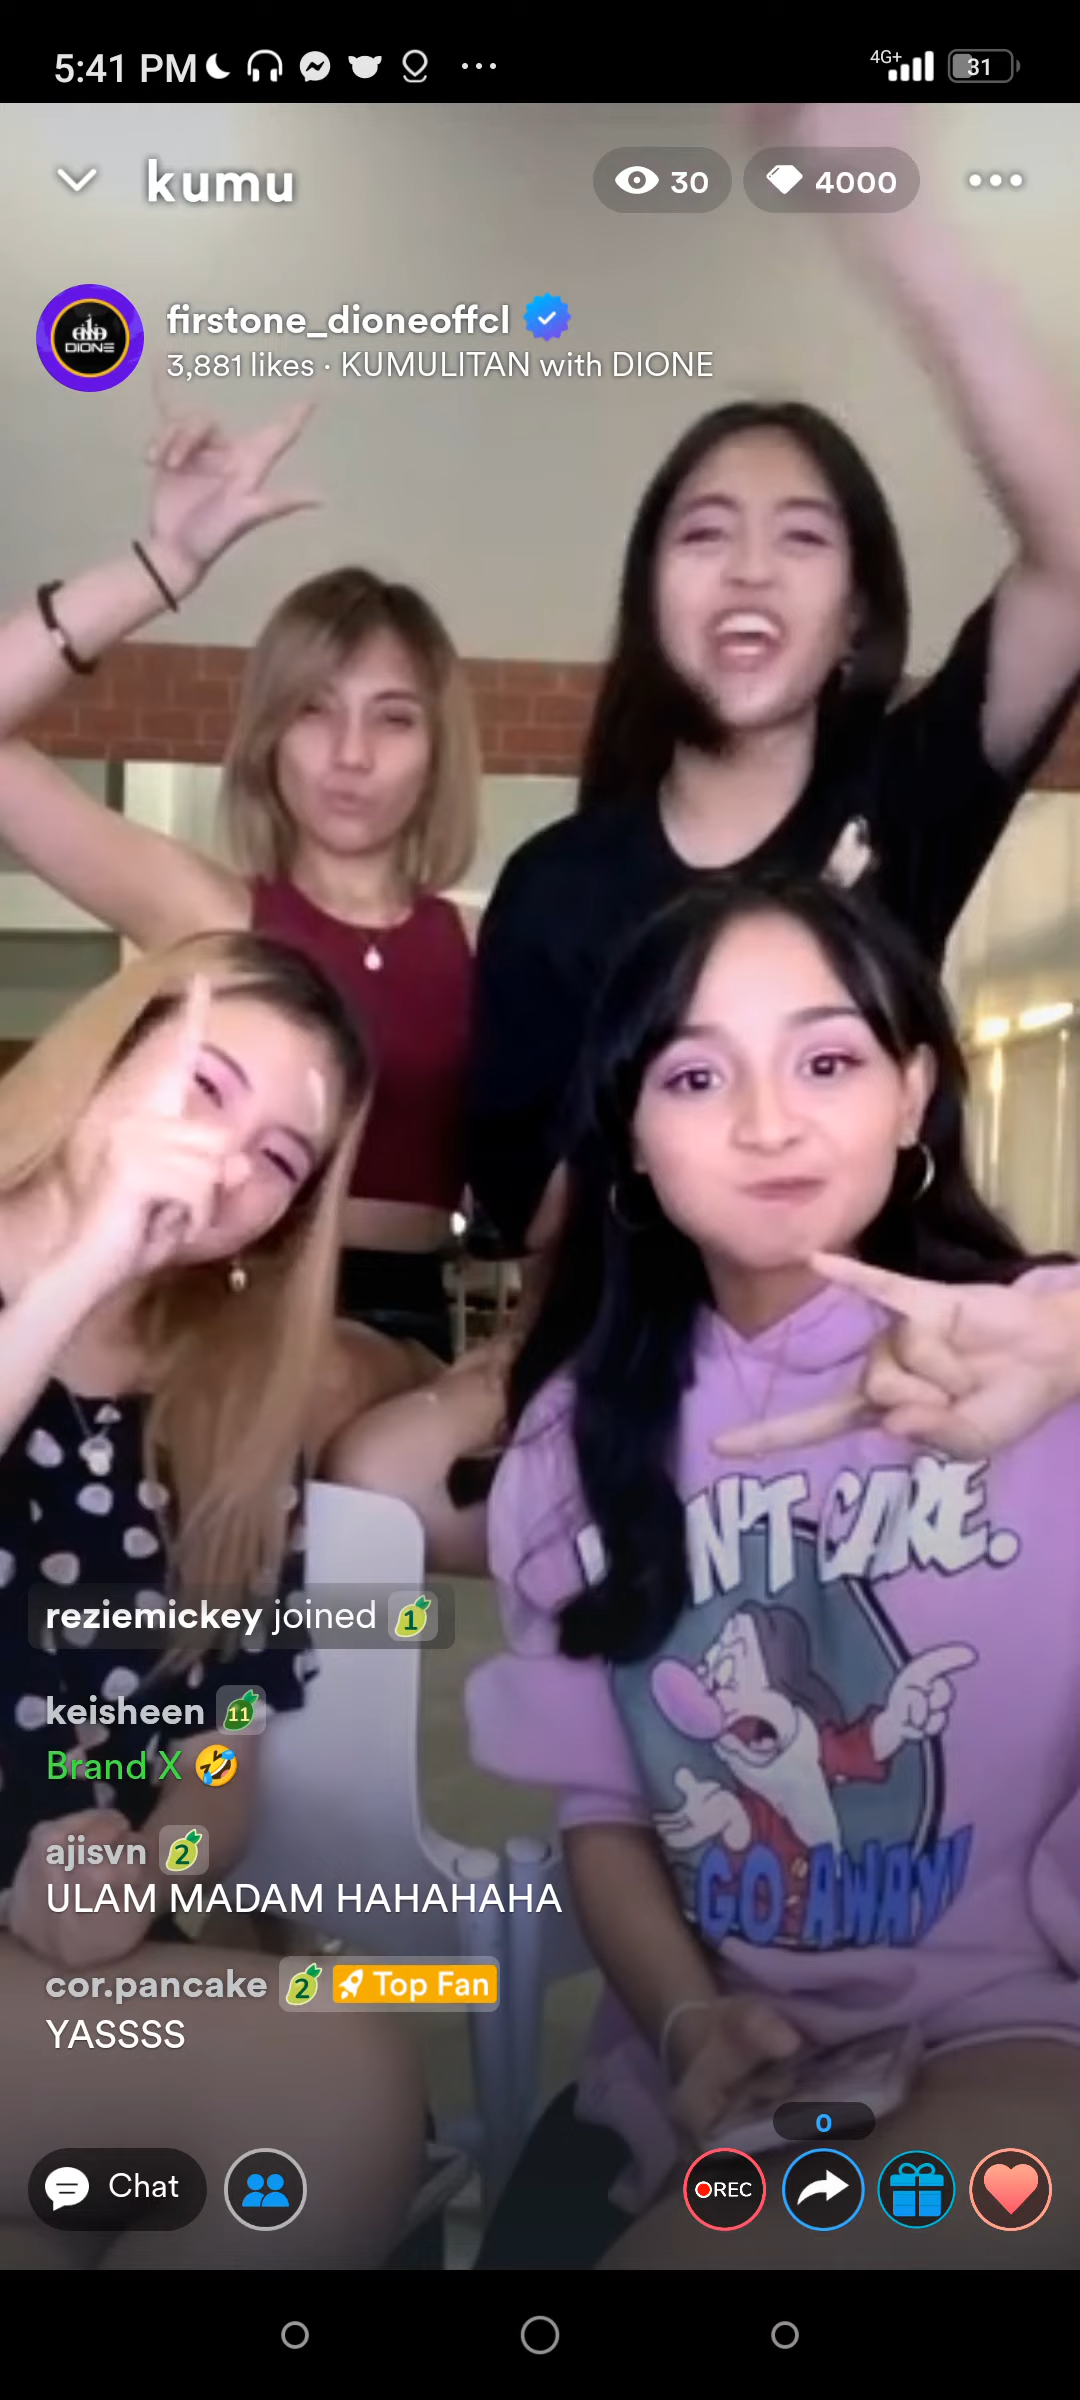 5:41 PM
4G+
31
kumu
30
4000
DIONE
firstone_dioneoffcl
3,881 likes · KUMULITAN with DIONE
N'T CARE.
GO AWAY!
reziemickey joined 1
keisheen 11
Brand X 🤣
ajisvn 2
ULAM MADAM HAHAHAHA
cor.pancake 2 Top Fan
YASSSS
0
Chat
REC